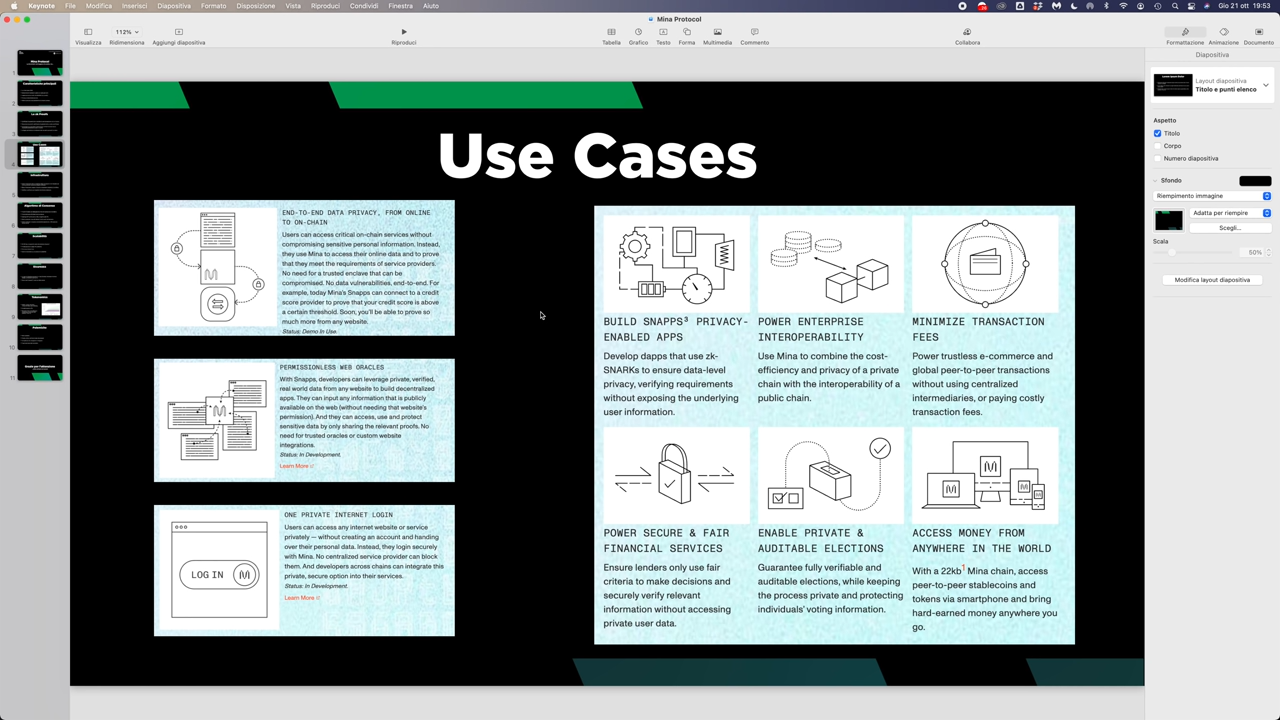 Keynote File Modifica Inserisci Diapositiva Formato Disposizione Vista Riproduci Condividi Finestra Aiuto
Gio 21 ott 19:53
Mina Protocol
112%
Visualizza Ridimensiona Aggiungi diapositiva
Riproduci
Tabella Grafico Testo Forma Multimedia Commento
Collabora
Formattazione Animazione Documento
1
2
3
4
5
6
7
8
9
10
11
Use Cases
END-TO-END DATA PRIVACY, FROM ONLINE
TO ON-CHAIN
Users can access critical on-chain services without
compromising sensitive personal information. Instead,
they use Mina to access their online data and to prove
that they meet the requirements of service providers.
No need for a trusted enclave that can be
compromised. No data vulnerabilities, end-to-end. For
example, today Mina's Snapps can connect to a credit
score provider to prove that your credit score is above
a certain threshold. Soon, you'll be able to prove so
much more from any website.
Status: Demo In Use.
PERMISSIONLESS WEB ORACLES
With Snapps, developers can leverage private, verified,
real world data from any website to build decentralized
apps. They can input any information that is publicly
available on the web (without needing that website's
permission). And they can access, use and protect
sensitive data by only sharing the relevant proofs. No
need for trusted oracles or custom website
integrations.
Status: In Development.
Learn More
ONE PRIVATE INTERNET LOGIN
Users can access any internet website or service
privately — without creating an account and handing
over their personal data. Instead, they login securely
with Mina. No centralized service provider can block
them. And developers across chains can integrate this
private, secure option into their services.
Status: In Development.
Learn More
LOG IN
BUILD SNAPPS³ PRIVACY-
ENABLED APPS
Develop dapps that use zk-
SNARKs to ensure data-level
privacy, verifying requirements
without exposing the underlying
user information.
POWER ENTERPRISE
INTEROPERABILITY
Use Mina to combine the cost-
efficiency and privacy of a private
chain with the interoperability of a
public chain.
MINIMIZE TRANSACTION
FEES
Power trustless e-commerce and
global peer-to-peer transactions
without using centralized
intermediaries, or paying costly
transaction fees.
POWER SECURE & FAIR
FINANCIAL SERVICES
Ensure lenders only use fair
criteria to make decisions and
securely verify relevant
information without accessing
private user data.
ENABLE PRIVATE &
AUDITABLE ELECTIONS
Guarantee fully verifiable and
auditable elections, while keeping
the process private and protecting
individuals' voting information.
ACCESS MONEY FROM
ANYWHERE IN THE WORLD
With a 22kb¹ Mina chain, access
peer-to-peer stablecoins and
tokens via smartphone and bring
hard-earned money anywhere you
go.
Diapositiva
Layout diapositiva
Titolo e punti elenco
Aspetto
Titolo
Corpo
Numero diapositiva
Sfondo
Riempimento immagine
Adatta per riempire
Scegli...
Scala
50%
Modifica layout diapositiva